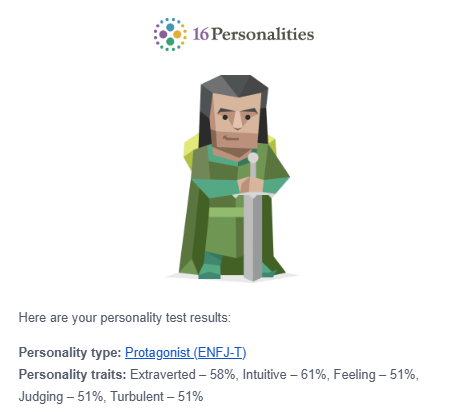 16Personalities
Here are your personality test results:
Personality type: Protagonist (ENFJ-T)
Personality traits: Extraverted – 58%, Intuitive – 61%, Feeling – 51%,
Judging – 51%, Turbulent – 51%